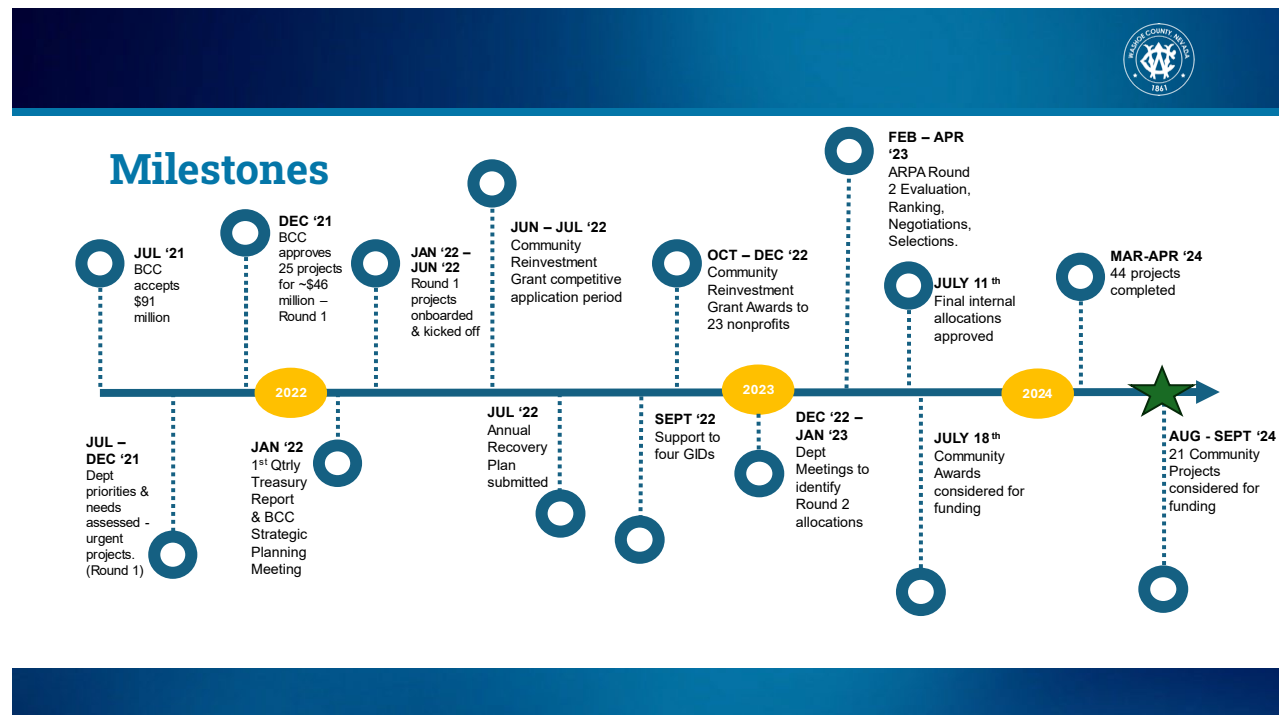 WASHOE COUNTY, NEVADA
1861
Milestones
JUL ‘21
BCC
accepts
$91
million
DEC ‘21
BCC
approves
25 projects
for ~$46
million –
Round 1
JAN ‘22 –
JUN ‘22
Round 1
projects
onboarded
& kicked off
JUN – JUL ‘22
Community
Reinvestment
Grant competitive
application period
OCT – DEC ‘22
Community
Reinvestment
Grant Awards to
23 nonprofits
FEB – APR
‘23
ARPA Round
2 Evaluation,
Ranking,
Negotiations,
Selections.
JULY 11th
Final internal
allocations
approved
MAR-APR ‘24
44 projects
completed
2022
2023
2024
JUL –
DEC ‘21
Dept
priorities &
needs
assessed -
urgent
projects.
(Round 1)
JAN ‘22
1st Qtrly
Treasury
Report
& BCC
Strategic
Planning
Meeting
JUL ‘22
Annual
Recovery
Plan
submitted
SEPT ‘22
Support to
four GIDs
DEC ‘22 –
JAN ‘23
Dept
Meetings to
identify
Round 2
allocations
JULY 18th
Community
Awards
considered for
funding
AUG - SEPT ‘24
21 Community
Projects
considered for
funding